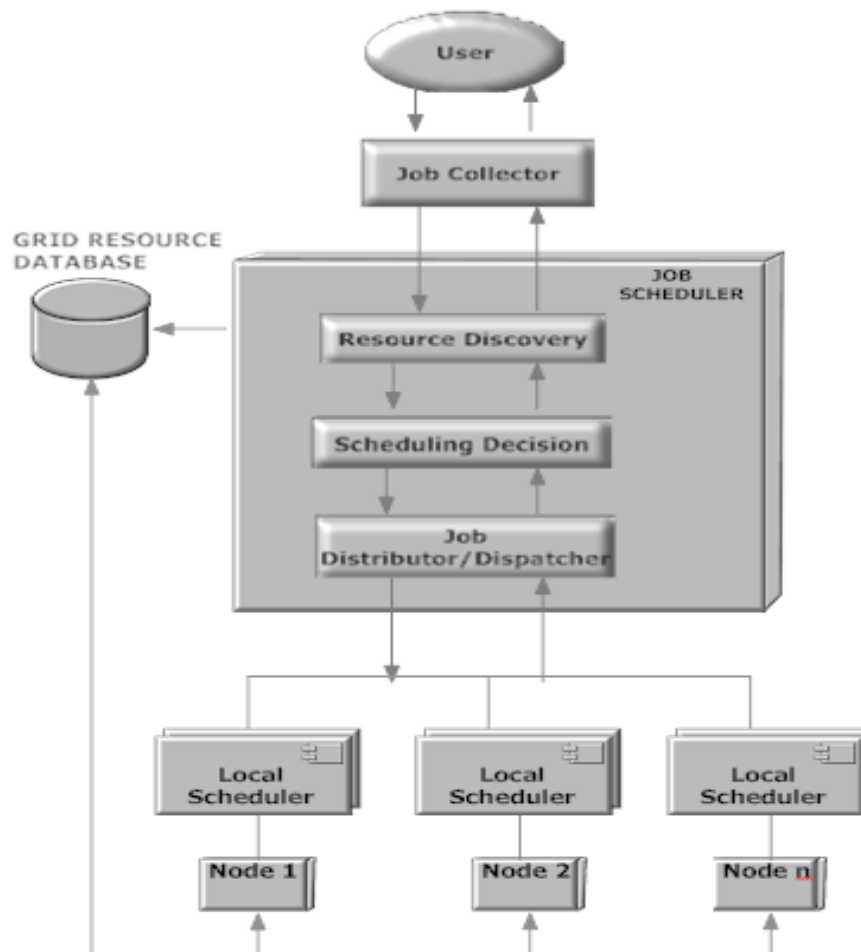 User
Job Collector
GRID RESOURCE
DATABASE
JOB
SCHEDULER
Resource Discovery
Scheduling Decision
Job
Distributor/Dispatcher
Local
Scheduler
Local
Scheduler
Local
Scheduler
Node 1
Node 2
Node n